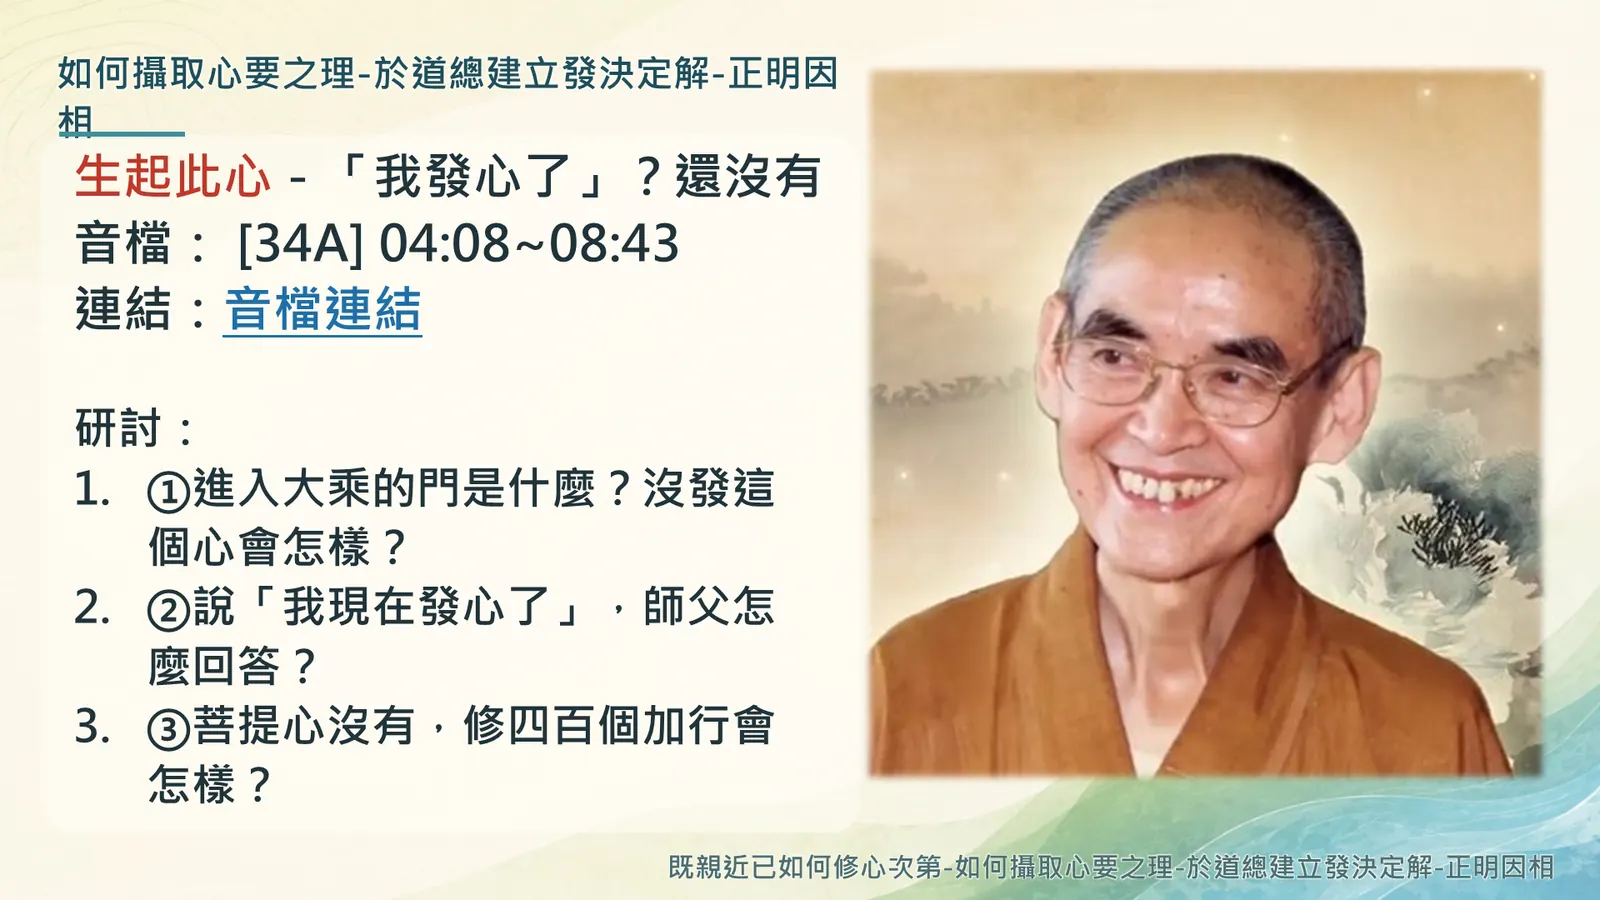 如何攝取心要之理-於道總建立發決定解-正明因
相
生起此心 - 「我發心了」？還沒有
音檔： [34A] 04:08~08:43
連結：音檔連結
研討：
1. ①進入大乘的門是什麼？沒發這
個心會怎樣？
2. ②說「我現在發心了」，師父怎
麼回答？
3. ③菩提心沒有，修四百個加行會
怎樣？
既親近已如何修心次第-如何攝取心要之理-於道總建立發決定解-正明因相